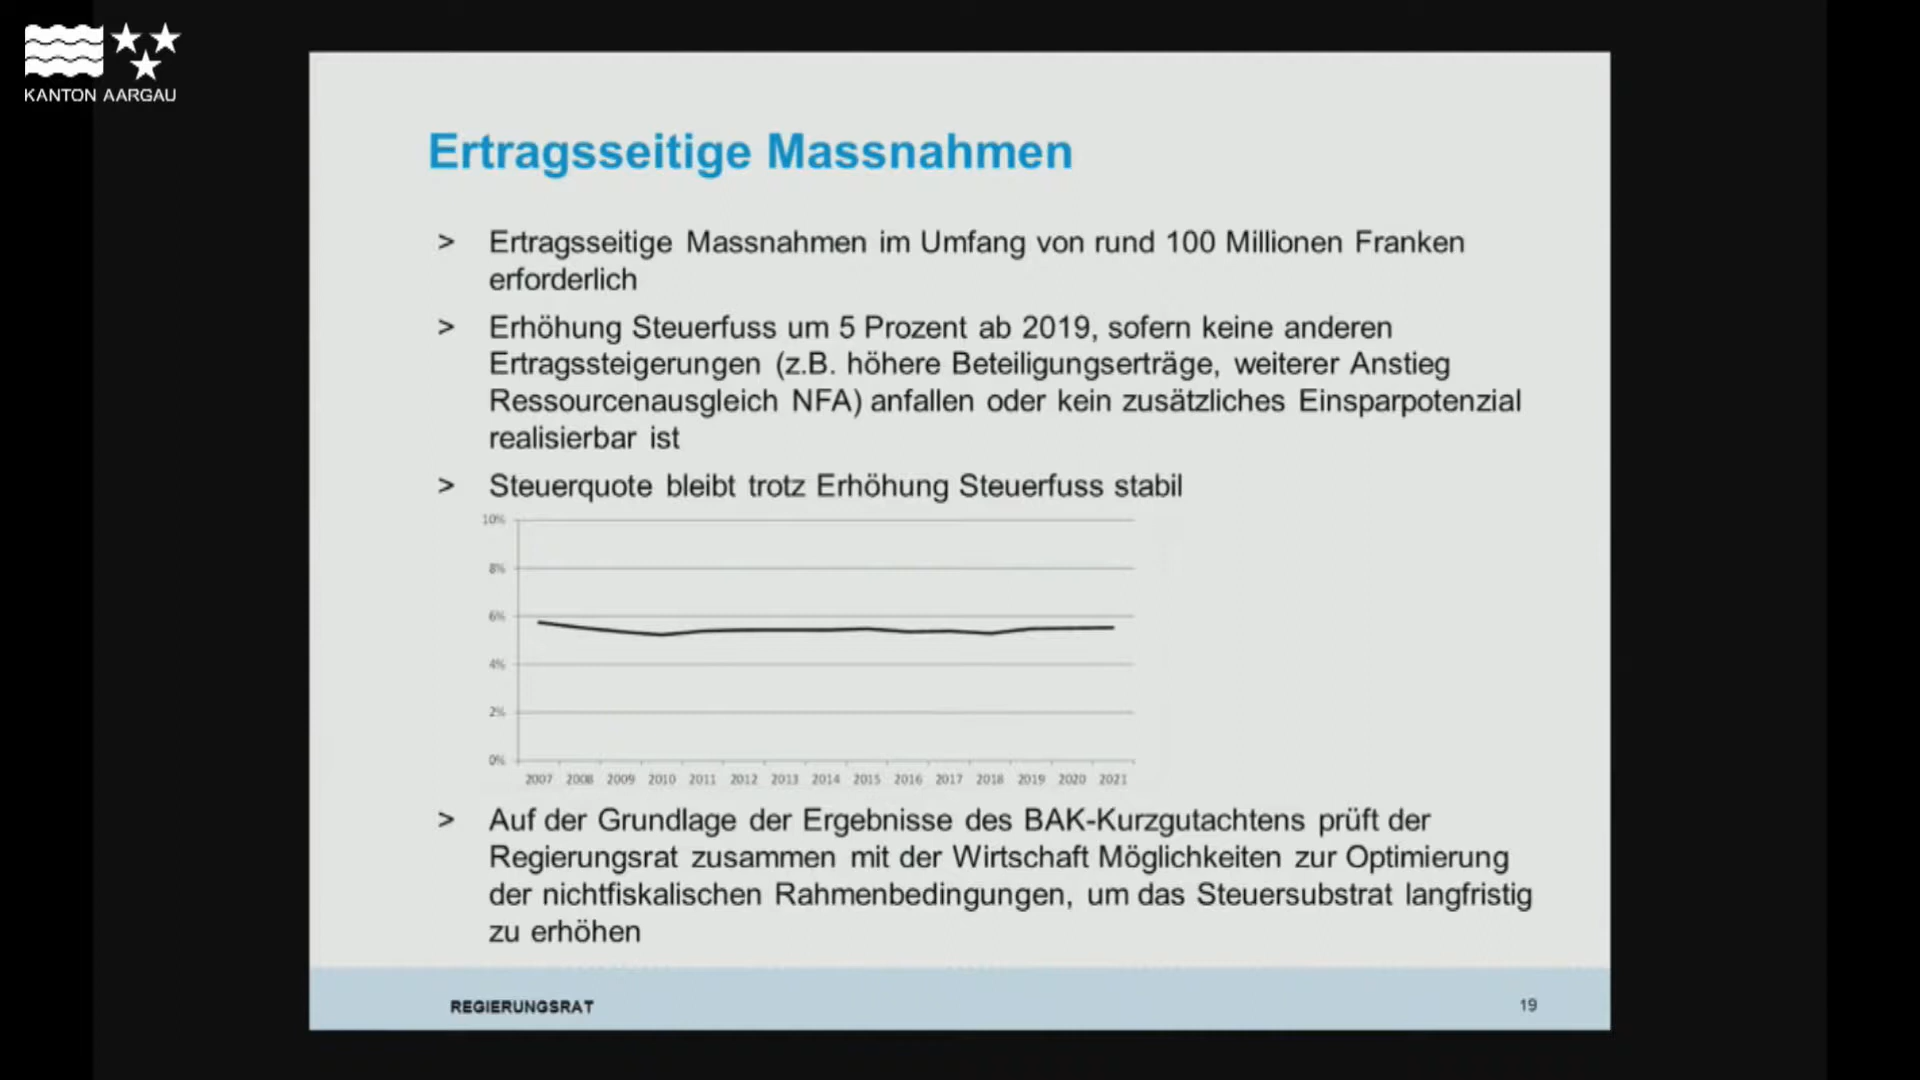 KANTON AARGAU
Ertragsseitige Massnahmen
> Ertragsseitige Massnahmen im Umfang von rund 100 Millionen Franken
erforderlich
> Erhöhung Steuerfuss um 5 Prozent ab 2019, sofern keine anderen
Ertragssteigerungen (z.B. höhere Beteiligungserträge, weiterer Anstieg
Ressourcenausgleich NFA) anfallen oder kein zusätzliches Einsparpotenzial
realisierbar ist
> Steuerquote bleibt trotz Erhöhung Steuerfuss stabil
10%
8%
6%
4%
2%
0%
2007 2008 2009 2010 2011 2012 2013 2014 2015 2016 2017 2018 2019 2020 2021
> Auf der Grundlage der Ergebnisse des BAK-Kurzgutachtens prüft der
Regierungsrat zusammen mit der Wirtschaft Möglichkeiten zur Optimierung
der nichtfiskalischen Rahmenbedingungen, um das Steuersubstrat langfristig
zu erhöhen
REGIERUNGSRAT
19